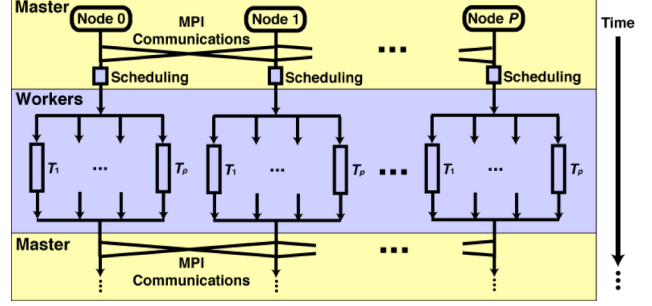 Master
Node 0
MPI
Communications
Node 1
...
Node P
Time
Scheduling
Scheduling
Scheduling
Workers
T1
...
Tp
T1
...
Tp
...
T1
...
Tp
Master
MPI
Communications
...